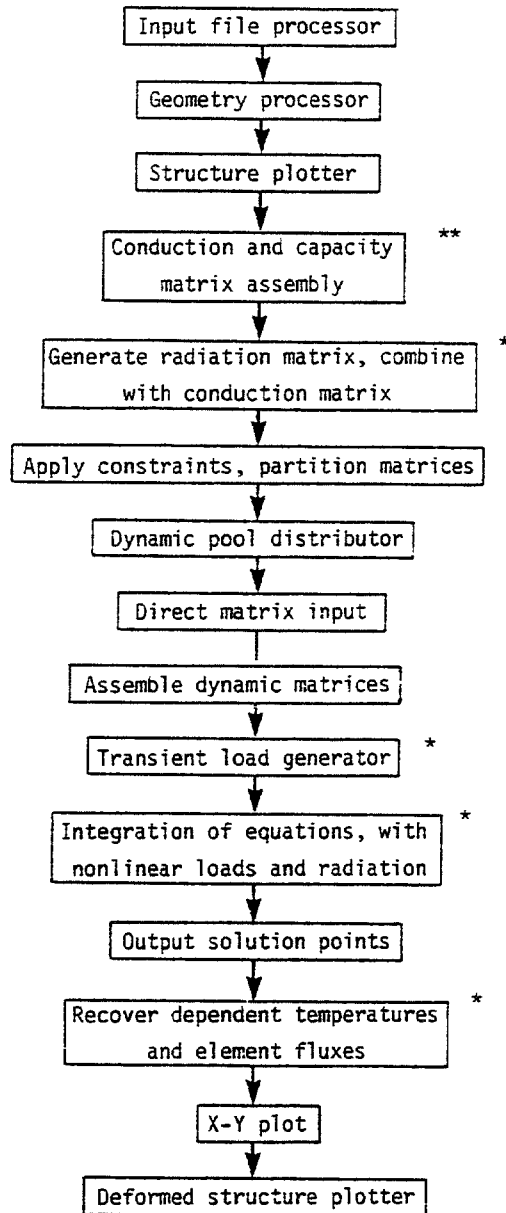 Input file processor
Geometry processor
Structure plotter
**
Conduction and capacity
matrix assembly
*
Generate radiation matrix, combine
with conduction matrix
Apply constraints, partition matrices
Dynamic pool distributor
Direct matrix input
Assemble dynamic matrices
Transient load generator *
*
Integration of equations, with
nonlinear loads and radiation
Output solution points
*
Recover dependent temperatures
and element fluxes
X-Y plot
Deformed structure plotter